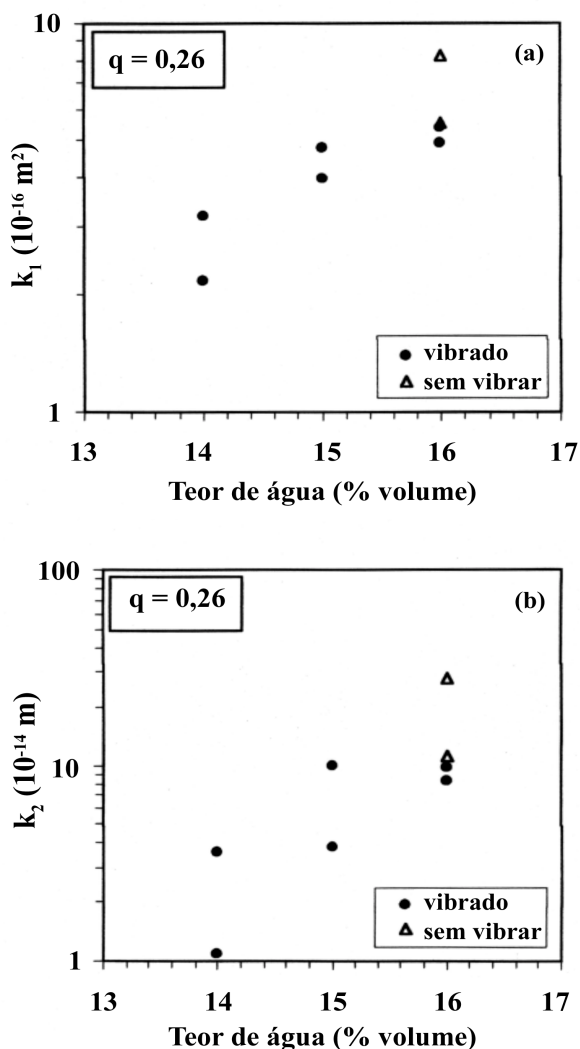 10
q = 0,26
(a)
k₁ (10⁻¹⁶ m²)
vibrado
sem vibrar
1
13 14 15 16 17
Teor de água (% volume)
100
q = 0,26
(b)
k₂ (10⁻¹⁴ m)
10
vibrado
sem vibrar
1
13 14 15 16 17
Teor de água (% volume)